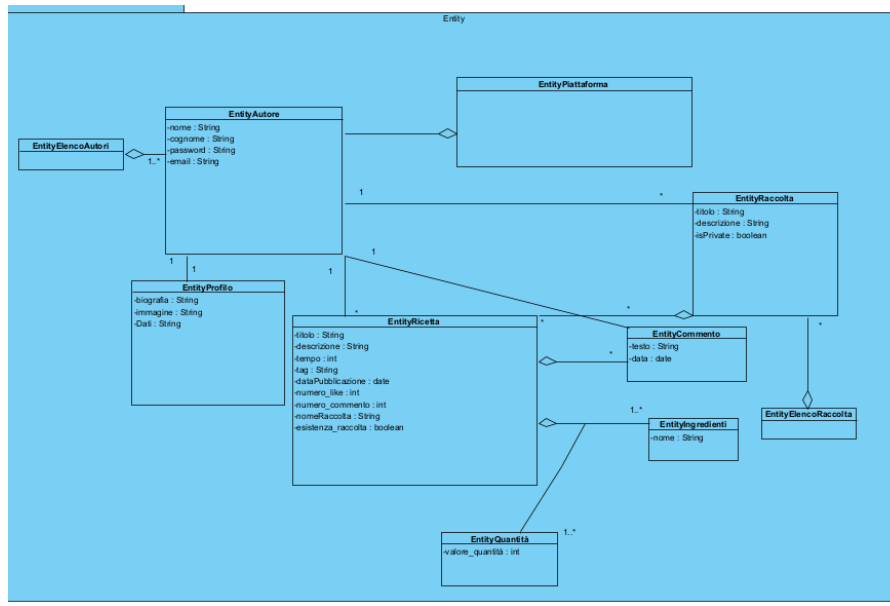 Entity
EntityPiattaforma
EntityAutore
-nome : String
-cognome : String
-password : String
-email : String
EntityElencoAutori
1..*
1
*
EntityRaccolta
-titolo : String
-descrizione : String
-isPrivate : boolean
1
1
1
1
EntityProfilo
-biografia : String
-immagine : String
-Dati : String
*
*
*
*
EntityRicetta
-titolo : String
-descrizione : String
-tempo : int
-tag : String
-dataPubblicazione : date
-numero_like : int
-numero_commento : int
-nomeRaccolta : String
-esistenza_raccolta : boolean
EntityCommento
-testo : String
-data : date
*
1..*
EntityIngredienti
-nome : String
EntityElencoRaccolta
1..*
EntityQuantità
-valore_quantità : int